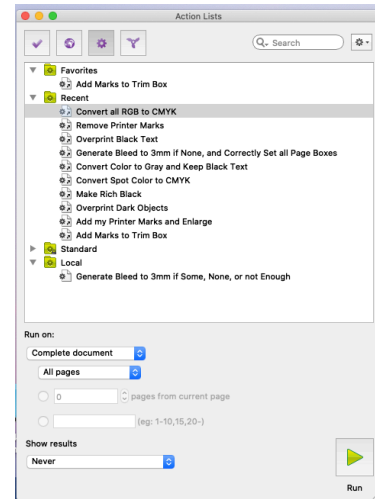 Action Lists
Search
Favorites
Add Marks to Trim Box
Recent
Convert all RGB to CMYK
Remove Printer Marks
Overprint Black Text
Generate Bleed to 3mm if None, and Correctly Set all Page Boxes
Convert Color to Gray and Keep Black Text
Convert Spot Color to CMYK
Make Rich Black
Overprint Dark Objects
Add my Printer Marks and Enlarge
Add Marks to Trim Box
Standard
Local
Generate Bleed to 3mm if Some, None, or not Enough
Run on:
Complete document
All pages
0 pages from current page
(eg: 1-10,15,20-)
Show results
Never
Run